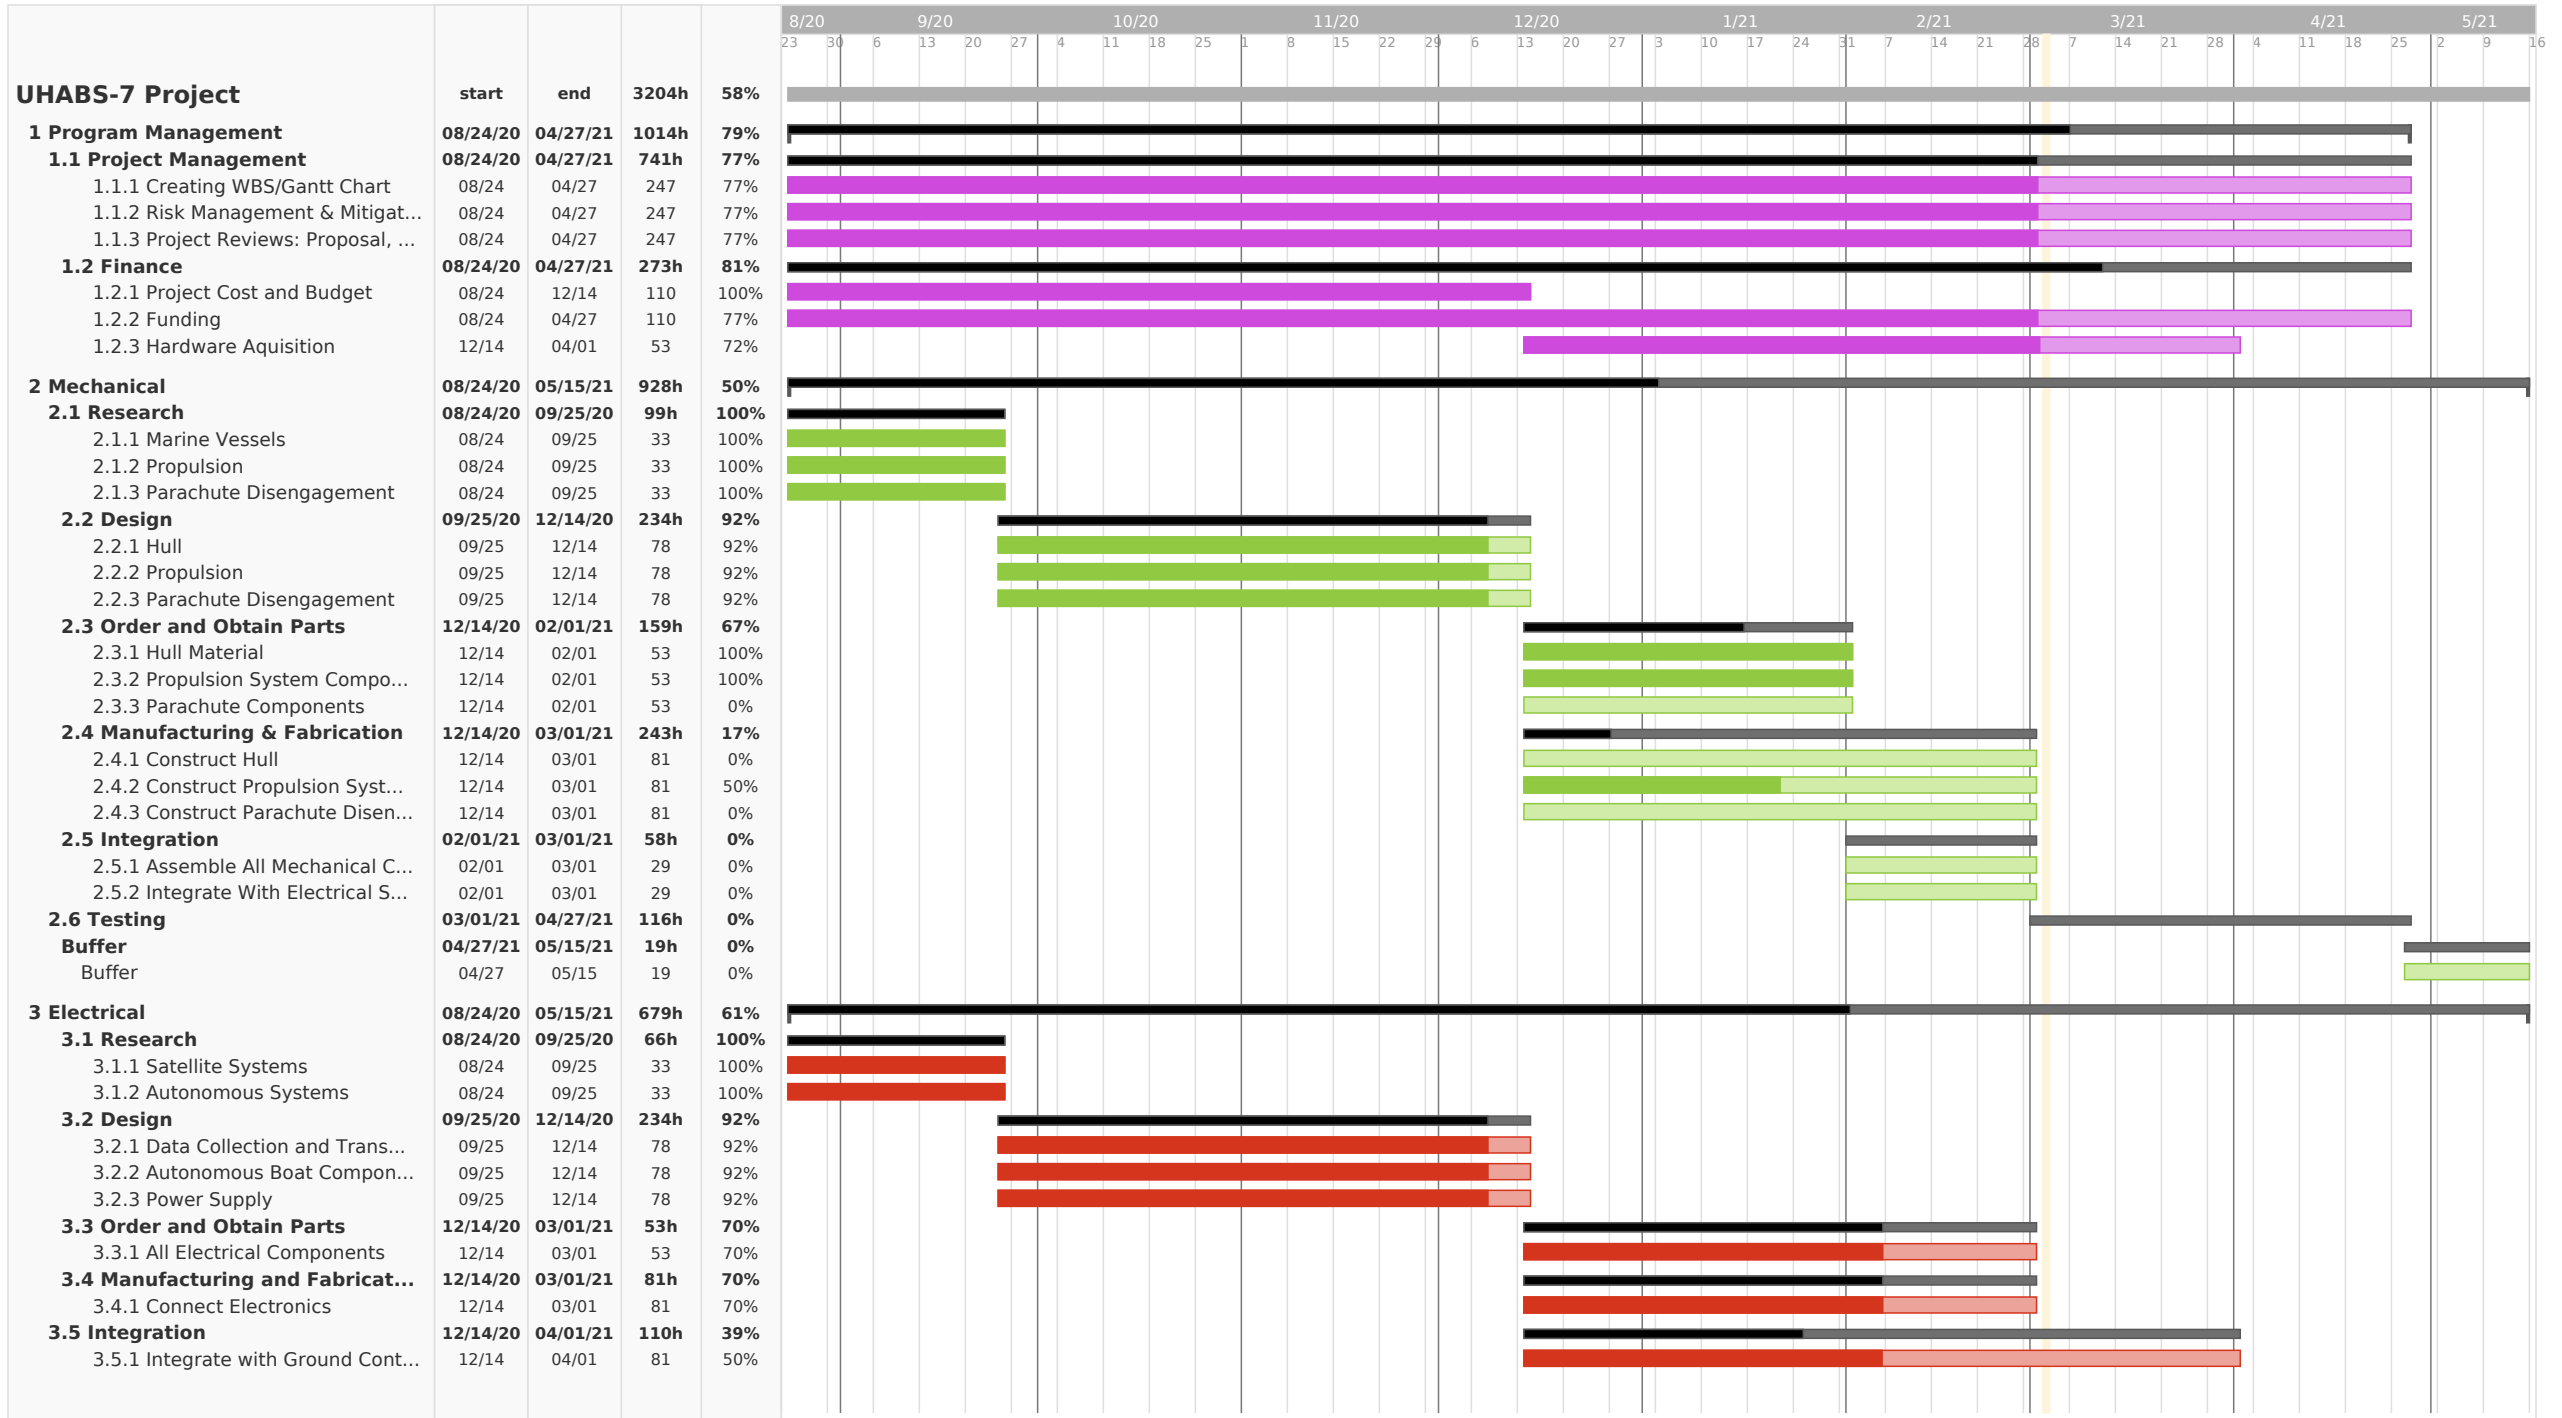 8/20 9/20 10/20 11/20 12/20 1/21 2/21 3/21 4/21 5/21
23 30 6 13 20 27 4 11 18 25 1 8 15 22 29 6 13 20 27 3 10 17 24 31 7 14 21 28 7 14 21 28 4 11 18 25 2 9 16
UHABS-7 Project start end 3204h 58%
1 Program Management 08/24/20 04/27/21 1014h 79%
1.1 Project Management 08/24/20 04/27/21 741h 77%
1.1.1 Creating WBS/Gantt Chart 08/24 04/27 247 77%
1.1.2 Risk Management & Mitigat... 08/24 04/27 247 77%
1.1.3 Project Reviews: Proposal, ... 08/24 04/27 247 77%
1.2 Finance 08/24/20 04/27/21 273h 81%
1.2.1 Project Cost and Budget 08/24 12/14 110 100%
1.2.2 Funding 08/24 04/27 110 77%
1.2.3 Hardware Aquisition 12/14 04/01 53 72%
2 Mechanical 08/24/20 05/15/21 928h 50%
2.1 Research 08/24/20 09/25/20 99h 100%
2.1.1 Marine Vessels 08/24 09/25 33 100%
2.1.2 Propulsion 08/24 09/25 33 100%
2.1.3 Parachute Disengagement 08/24 09/25 33 100%
2.2 Design 09/25/20 12/14/20 234h 92%
2.2.1 Hull 09/25 12/14 78 92%
2.2.2 Propulsion 09/25 12/14 78 92%
2.2.3 Parachute Disengagement 09/25 12/14 78 92%
2.3 Order and Obtain Parts 12/14/20 02/01/21 159h 67%
2.3.1 Hull Material 12/14 02/01 53 100%
2.3.2 Propulsion System Compo... 12/14 02/01 53 100%
2.3.3 Parachute Components 12/14 02/01 53 0%
2.4 Manufacturing & Fabrication 12/14/20 03/01/21 243h 17%
2.4.1 Construct Hull 12/14 03/01 81 0%
2.4.2 Construct Propulsion Syst... 12/14 03/01 81 50%
2.4.3 Construct Parachute Disen... 12/14 03/01 81 0%
2.5 Integration 02/01/21 03/01/21 58h 0%
2.5.1 Assemble All Mechanical C... 02/01 03/01 29 0%
2.5.2 Integrate With Electrical S... 02/01 03/01 29 0%
2.6 Testing 03/01/21 04/27/21 116h 0%
Buffer 04/27/21 05/15/21 19h 0%
Buffer 04/27 05/15 19 0%
3 Electrical 08/24/20 05/15/21 679h 61%
3.1 Research 08/24/20 09/25/20 66h 100%
3.1.1 Satellite Systems 08/24 09/25 33 100%
3.1.2 Autonomous Systems 08/24 09/25 33 100%
3.2 Design 09/25/20 12/14/20 234h 92%
3.2.1 Data Collection and Trans... 09/25 12/14 78 92%
3.2.2 Autonomous Boat Compon... 09/25 12/14 78 92%
3.2.3 Power Supply 09/25 12/14 78 92%
3.3 Order and Obtain Parts 12/14/20 03/01/21 53h 70%
3.3.1 All Electrical Components 12/14 03/01 53 70%
3.4 Manufacturing and Fabricat... 12/14/20 03/01/21 81h 70%
3.4.1 Connect Electronics 12/14 03/01 81 70%
3.5 Integration 12/14/20 04/01/21 110h 39%
3.5.1 Integrate with Ground Cont... 12/14 04/01 81 50%